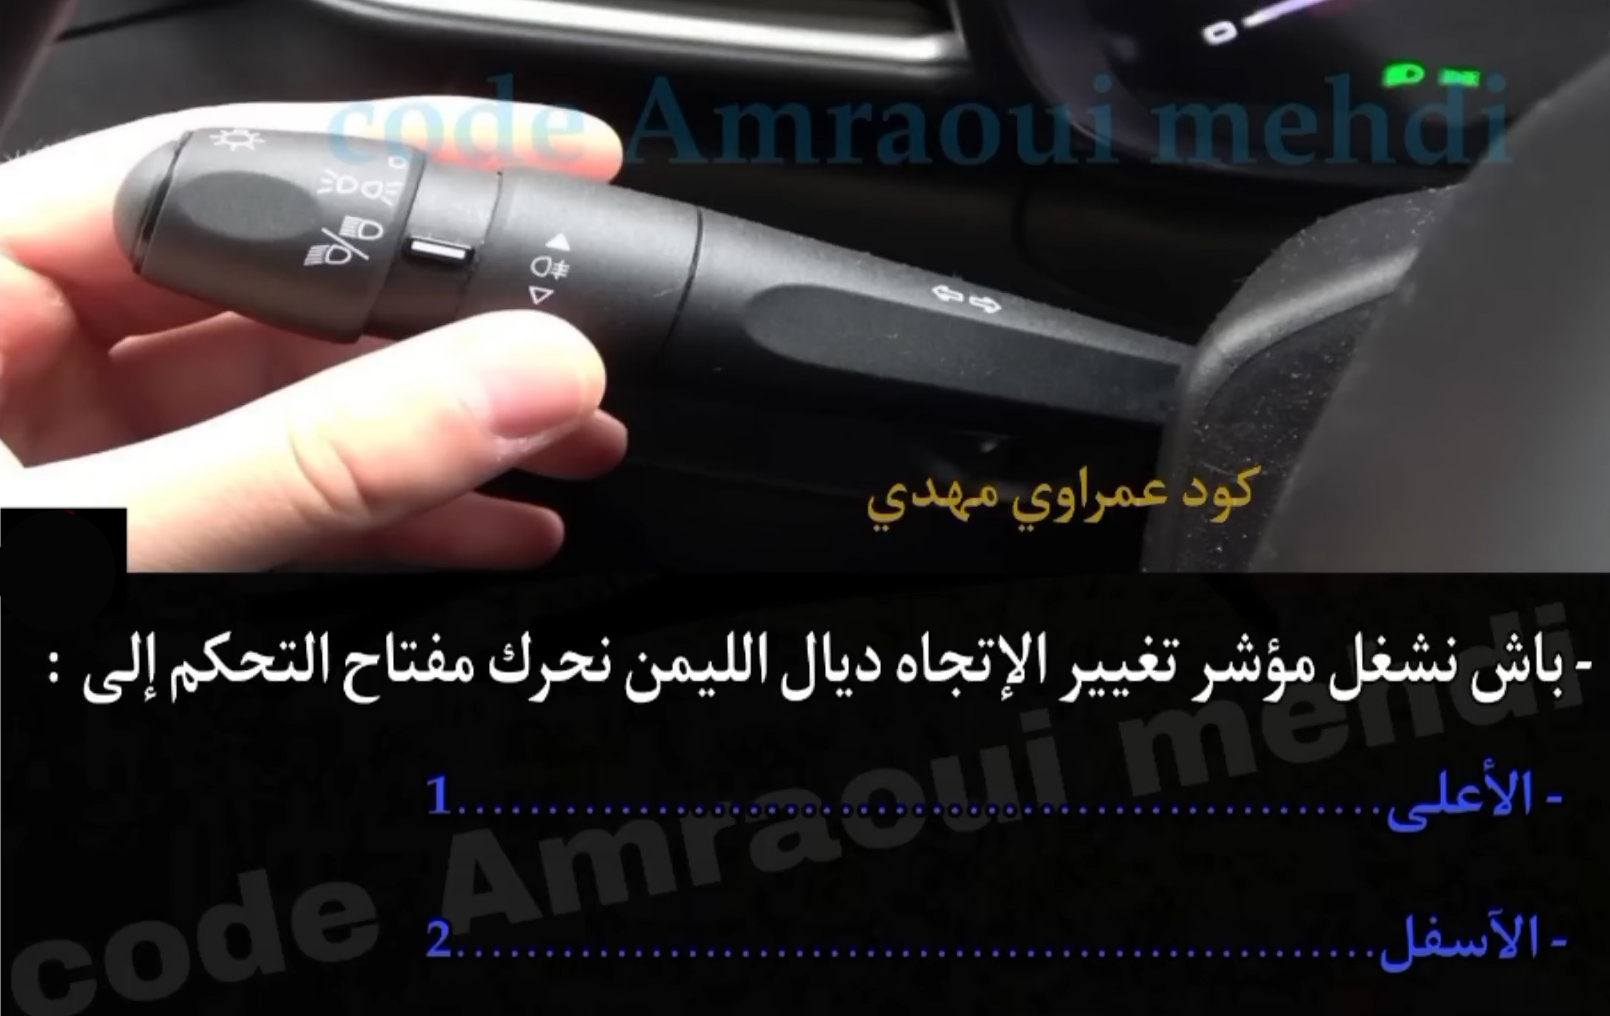 code Amraoui mehdi
كود عمراوي مهدي
- باش نشغل مؤشر تغيير الإتجاه ديال الليمن نحرك مفتاح التحكم إلى :
- الأعلى.......................................................1
- الآسفل.......................................................2
code Amraoui mehdi